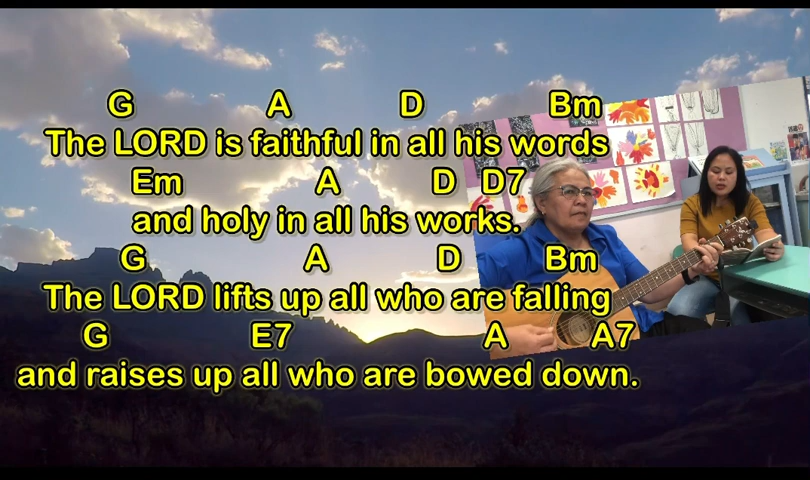 G A D Bm
The LORD is faithful in all his words
Em A D D7
and holy in all his works.
G A D Bm
The LORD lifts up all who are falling
G E7 A A7
and raises up all who are bowed down.